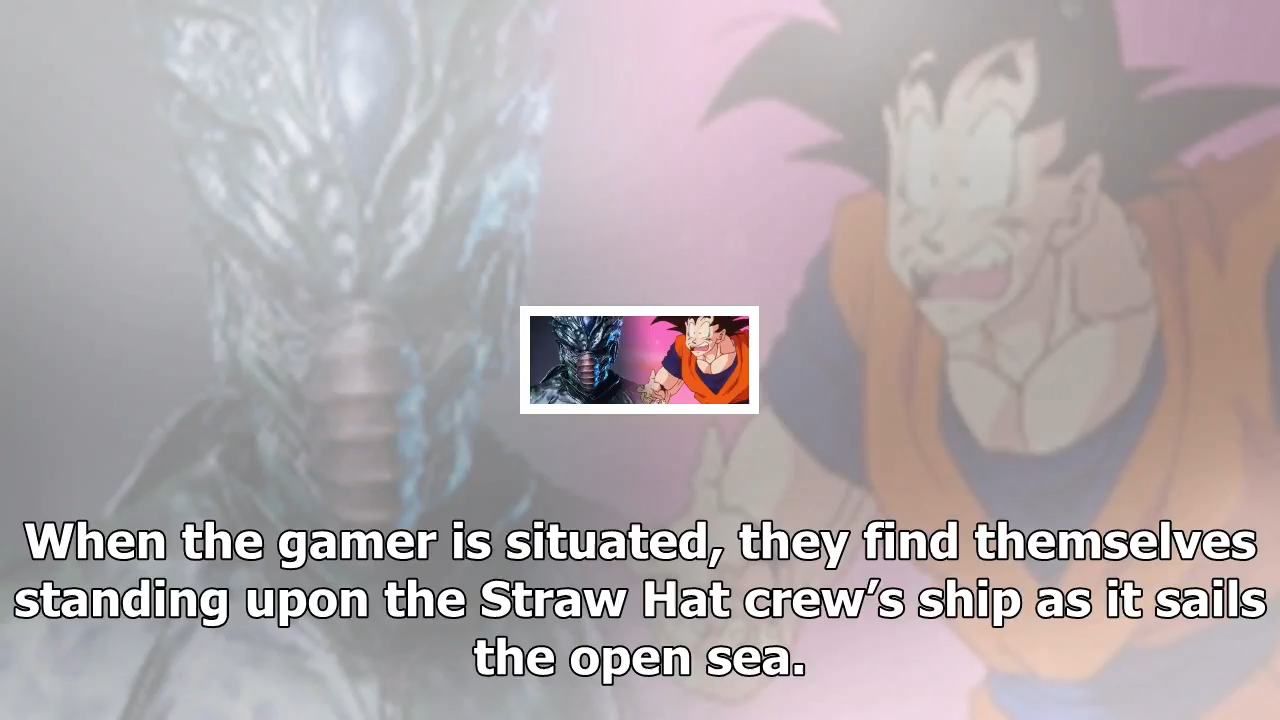 When the gamer is situated, they find themselves
standing upon the Straw Hat crew’s ship as it sails
the open sea.